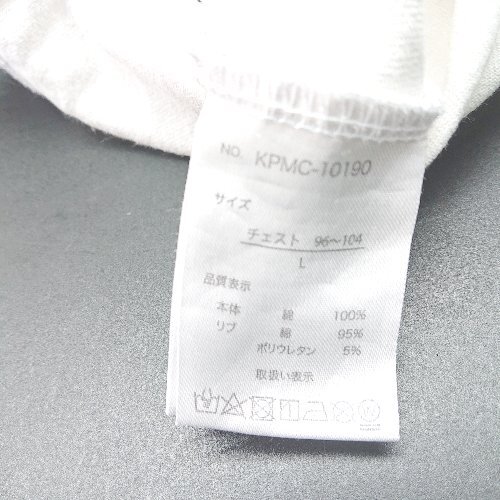 NO. KPMC-10190
サイズ
チェスト 96～104
L
品質表示
本体 綿 100%
リブ 綿 95%
ポリウレタン 5%
取扱い表示